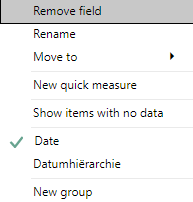 Remove field
Rename
Move to
New quick measure
Show items with no data
Date
Datumhiërarchie
New group